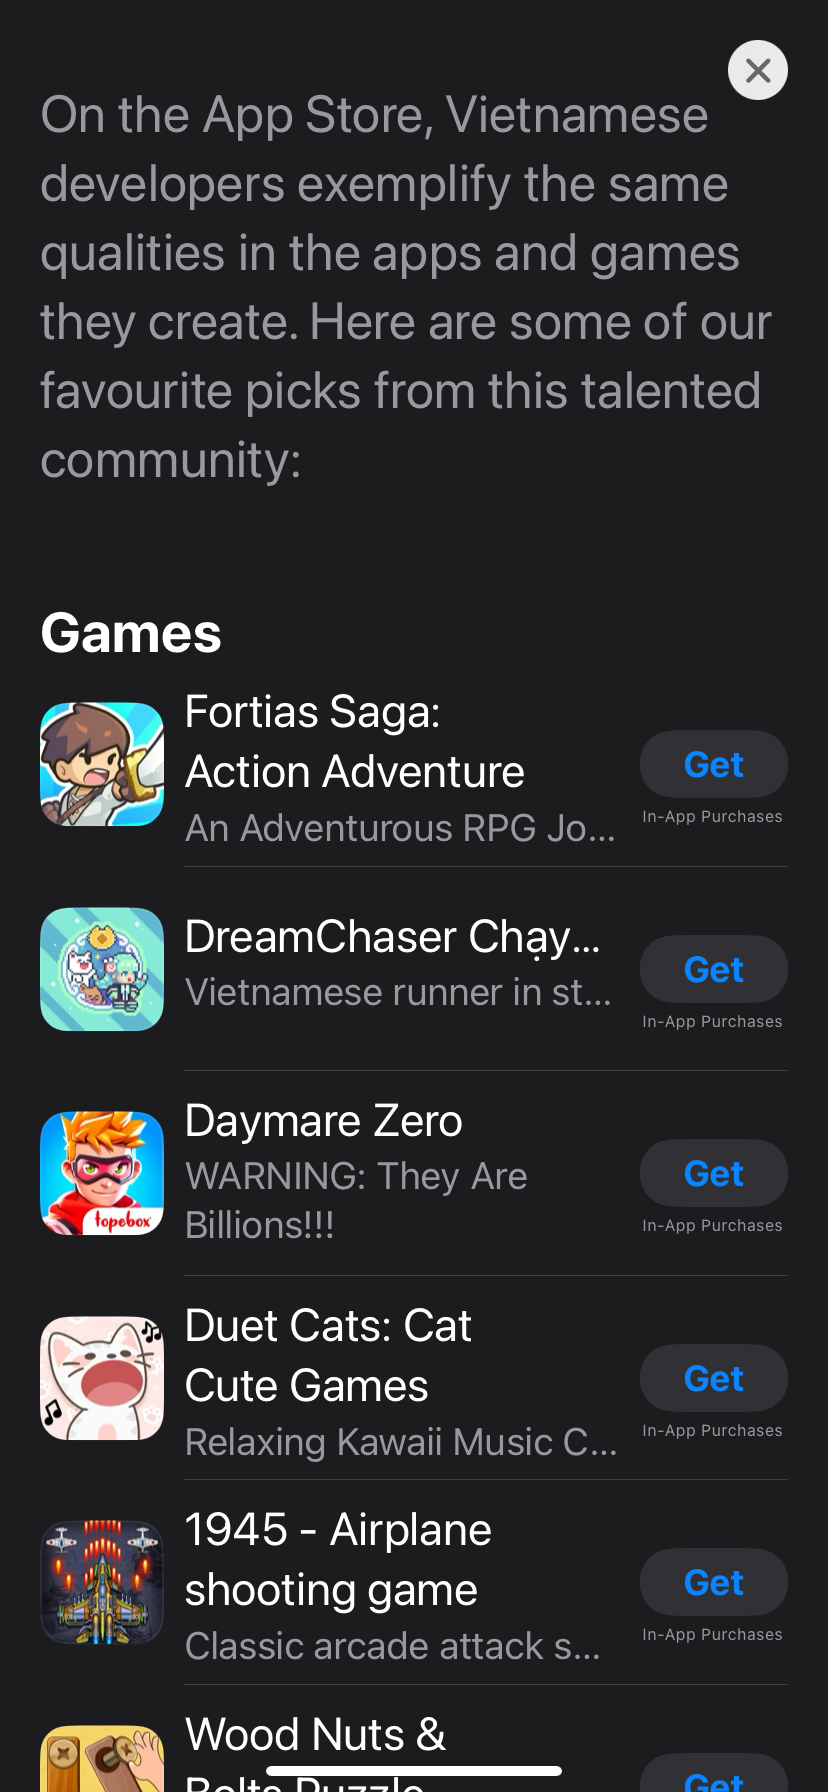 On the App Store, Vietnamese
developers exemplify the same
qualities in the apps and games
they create. Here are some of our
favourite picks from this talented
community:
Games
Fortias Saga:
Action Adventure
An Adventurous RPG Jo...
Get
In-App Purchases
DreamChaser Chạy...
Vietnamese runner in st...
Get
In-App Purchases
topebox
Daymare Zero
WARNING: They Are
Billions!!!
Get
In-App Purchases
Duet Cats: Cat
Cute Games
Relaxing Kawaii Music C...
Get
In-App Purchases
1945 - Airplane
shooting game
Classic arcade attack s...
Get
In-App Purchases
Wood Nuts &
Bolts Puzzle
Get